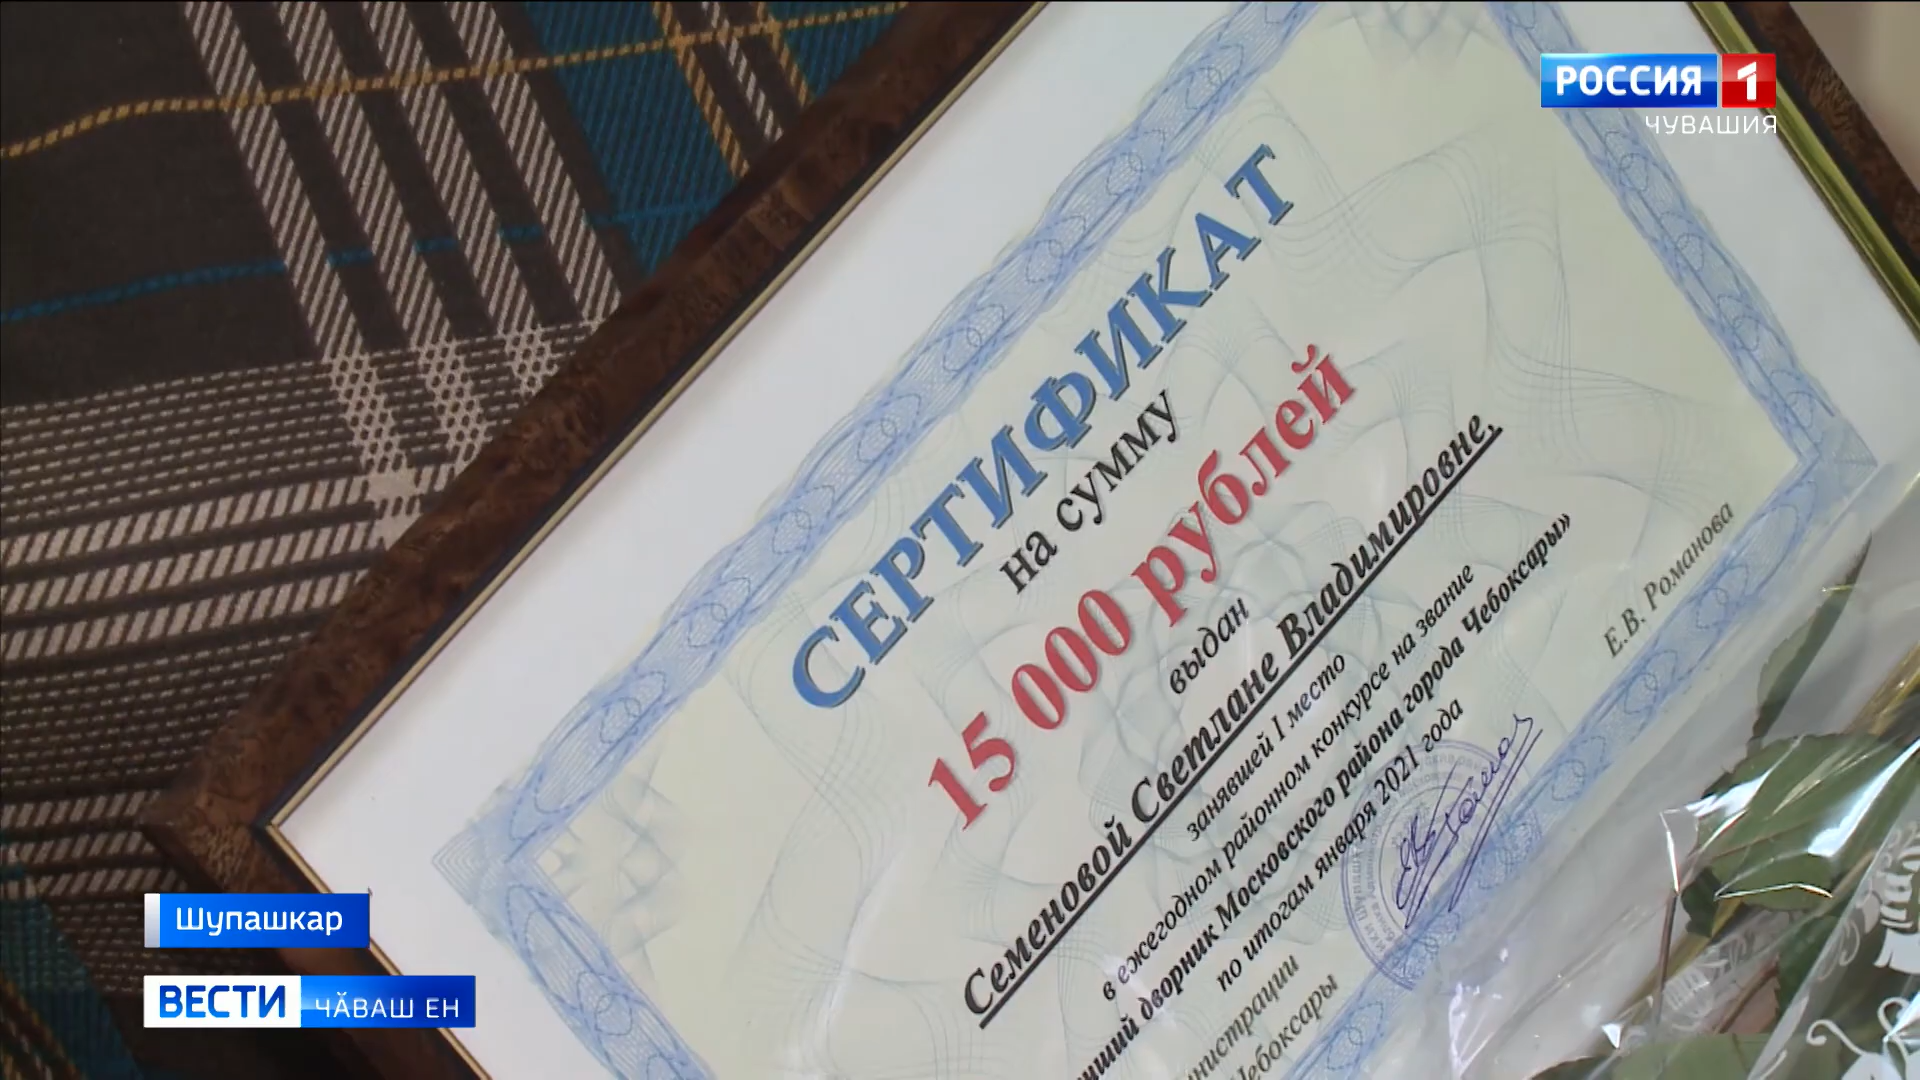 РОССИЯ 1
ЧУВАШИЯ
СЕРТИФИКАТ
на сумму
15 000 рублей
выдан
Семеновой Светлане Владимировне,
занявшей I место
в ежегодном районном конкурсе на звание
дворник Московского района города Чебоксары»
по итогам января 2021 года
Е.В. Романова
Шупашкар
ВЕСТИ ЧӐВАШ ЕН